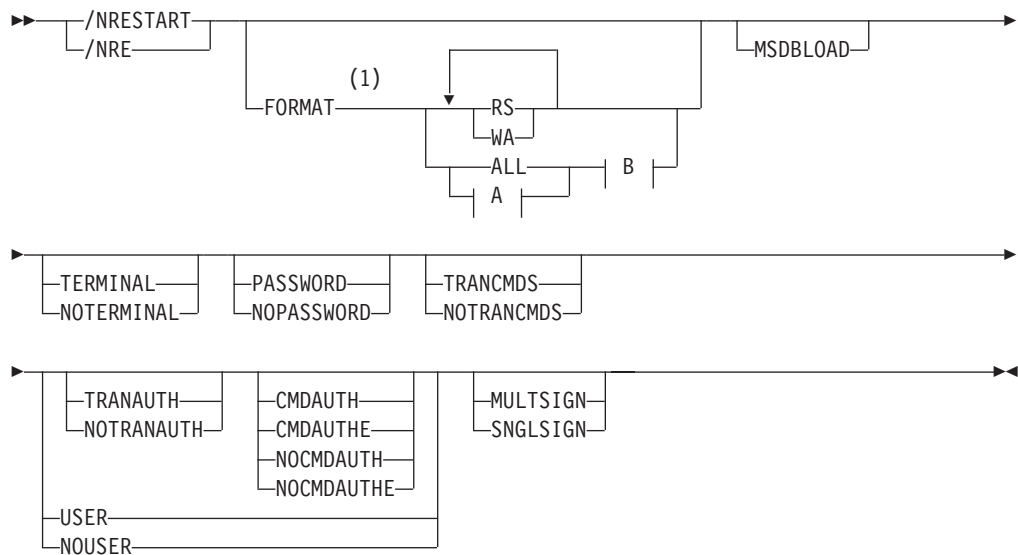 /NRESTART
/NRE
MSDBLOAD
(1)
FORMAT
RS
WA
ALL
B
A
TERMINAL
NOTERMINAL
PASSWORD
NOPASSWORD
TRANCMDS
NOTRANCMDS
TRANAUTH
NOTRANAUTH
CMDAUTH
CMDAUTHE
NOCMDAUTH
NOCMDAUTHE
MULTSIGN
SNGLSIGN
USER
NOUSER